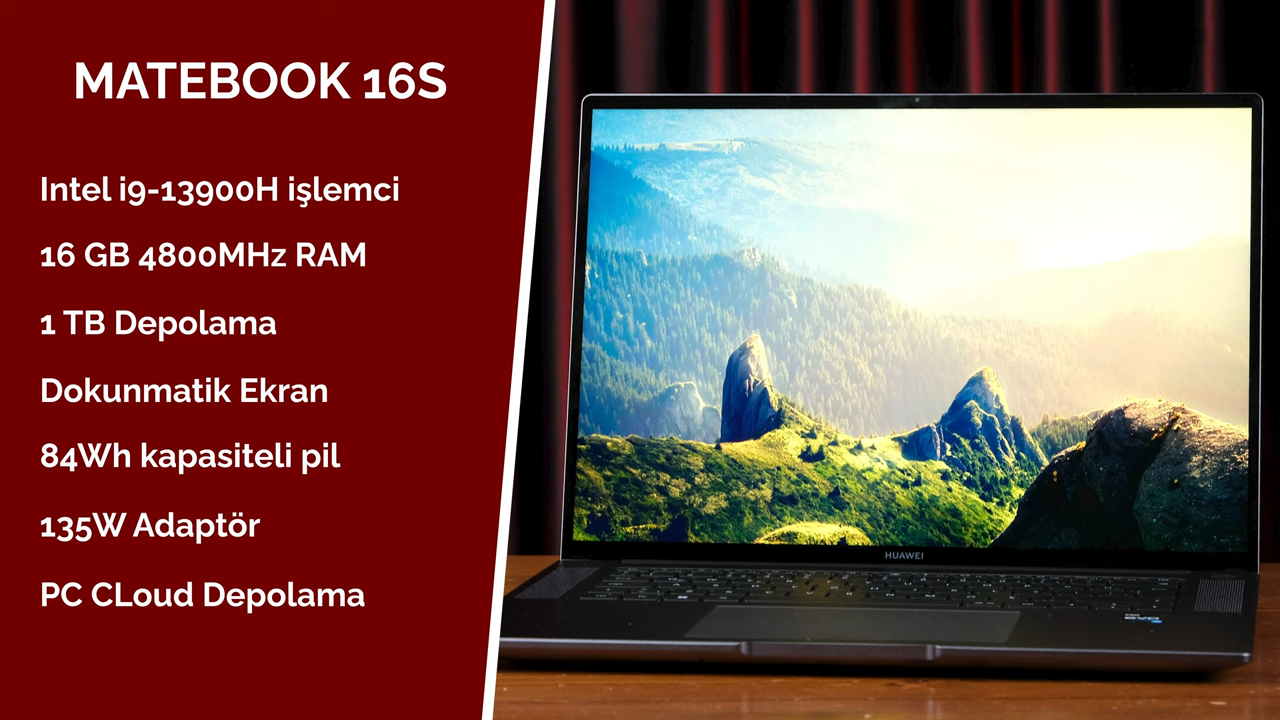 MATEBOOK 16S
Intel i9-13900H işlemci
16 GB 4800MHz RAM
1 TB Depolama
Dokunmatik Ekran
84Wh kapasiteli pil
135W Adaptör
PC CLoud Depolama
HUAWEI